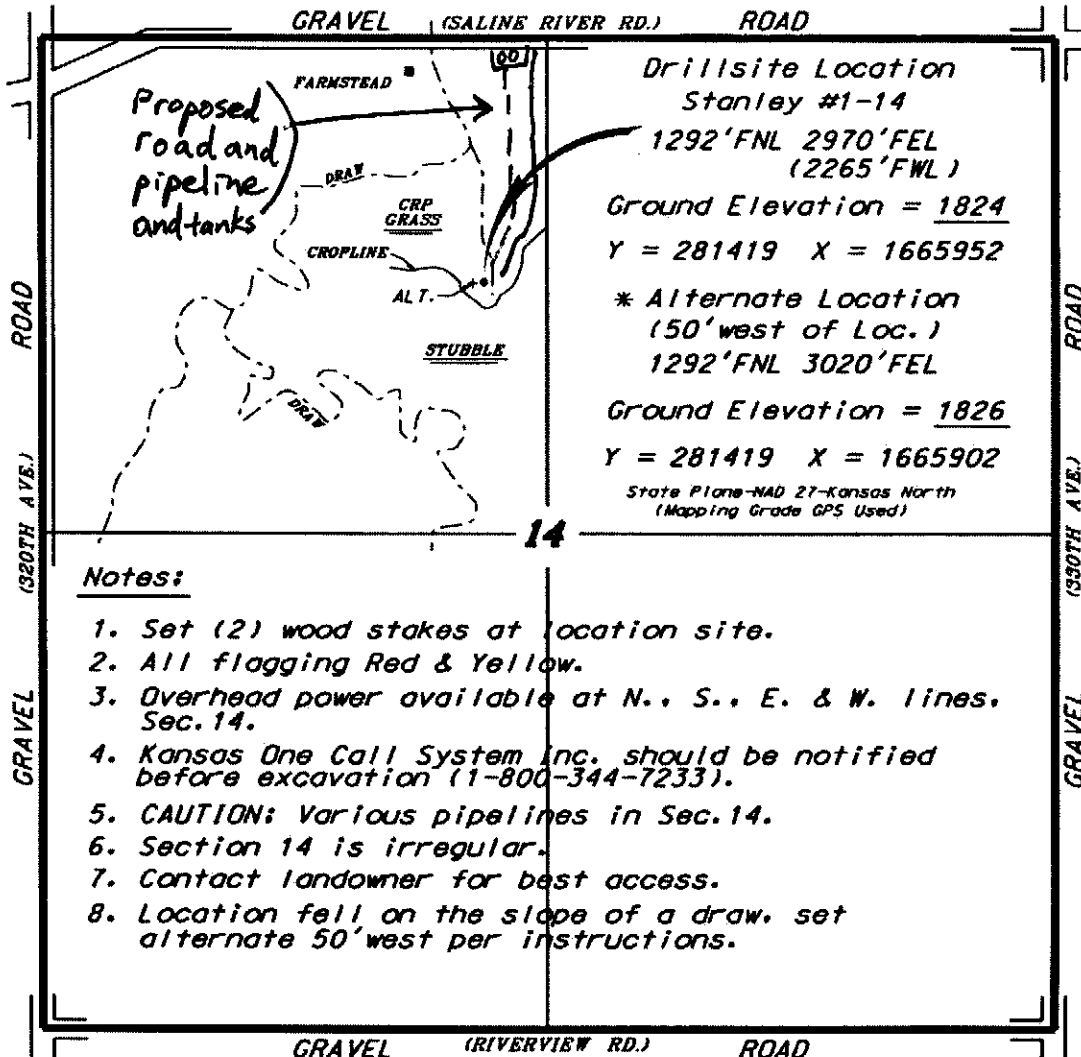 GRAVEL (SALINE RIVER RD.) ROAD
Proposed
road and
pipeline
and tanks
FARMSTEAD
DRAW
CRP
GRASS
CROPLINE
ALT.
STUBBLE
DRAW
Drillsite Location
Stanley #1-14
1292'FNL 2970'FEL
(2265'FWL)
Ground Elevation = 1824
Y = 281419 X = 1665952
* Alternate Location
(50'west of Loc.)
1292'FNL 3020'FEL
Ground Elevation = 1826
Y = 281419 X = 1665902
State Plane-NAD 27-Kansas North
(Mapping Grade GPS Used)
14
GRAVEL (320TH AVE.) ROAD
GRAVEL (330TH AVE.) ROAD
Notes:
1. Set (2) wood stakes at location site.
2. All flagging Red & Yellow.
3. Overhead power available at N., S., E. & W. lines,
Sec.14.
4. Kansas One Call System Inc. should be notified
before excavation (1-800-344-7233).
5. CAUTION: Various pipelines in Sec.14.
6. Section 14 is irregular.
7. Contact landowner for best access.
8. Location fell on the slope of a draw, set
alternate 50'west per instructions.
GRAVEL (RIVERVIEW RD.) ROAD